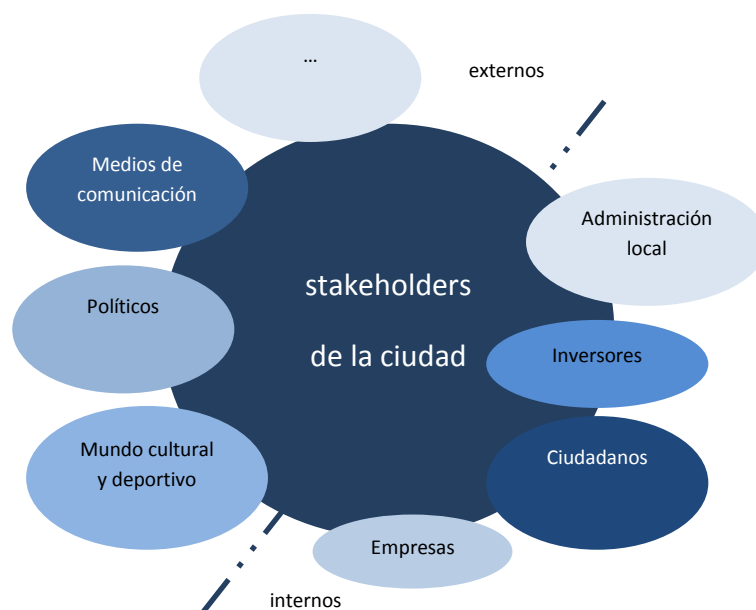 ...
externos
Medios de
comunicación
Administración
local
stakeholders
de la ciudad
Políticos
Inversores
Mundo cultural
y deportivo
Ciudadanos
Empresas
internos